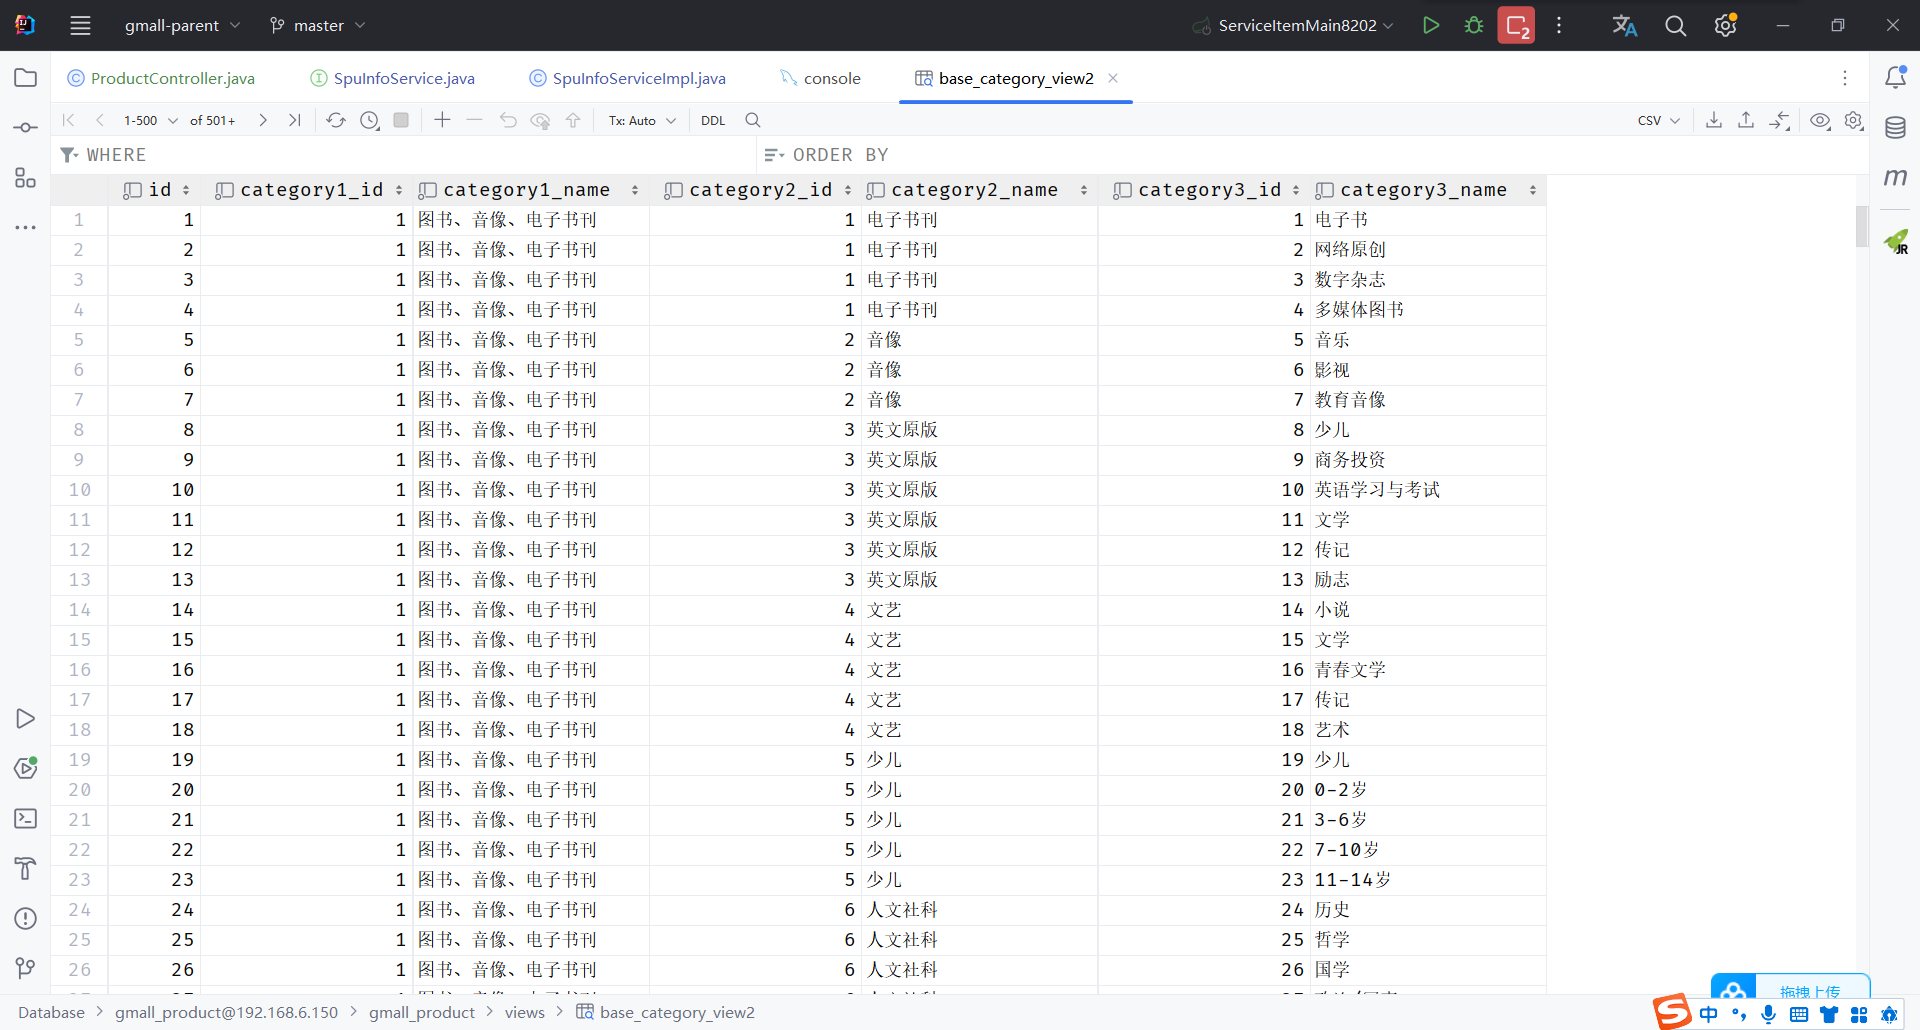 gmall-parent master ServiceItemMain8202 2
ProductController.java SpuInfoService.java SpuInfoServiceImpl.java console base_category_view2
1-500 of 501+ Tx: Auto DDL CSV
WHERE ORDER BY
id category1_id category1_name category2_id category2_name category3_id category3_name
1 1 1 图书、音像、电子书刊 1 电子书刊 1 电子书
2 2 1 图书、音像、电子书刊 1 电子书刊 2 网络原创
3 3 1 图书、音像、电子书刊 1 电子书刊 3 数字杂志
4 4 1 图书、音像、电子书刊 1 电子书刊 4 多媒体图书
5 5 1 图书、音像、电子书刊 2 音像 5 音乐
6 6 1 图书、音像、电子书刊 2 音像 6 影视
7 7 1 图书、音像、电子书刊 2 音像 7 教育音像
8 8 1 图书、音像、电子书刊 3 英文原版 8 少儿
9 9 1 图书、音像、电子书刊 3 英文原版 9 商务投资
10 10 1 图书、音像、电子书刊 3 英文原版 10 英语学习与考试
11 11 1 图书、音像、电子书刊 3 英文原版 11 文学
12 12 1 图书、音像、电子书刊 3 英文原版 12 传记
13 13 1 图书、音像、电子书刊 3 英文原版 13 励志
14 14 1 图书、音像、电子书刊 4 文艺 14 小说
15 15 1 图书、音像、电子书刊 4 文艺 15 文学
16 16 1 图书、音像、电子书刊 4 文艺 16 青春文学
17 17 1 图书、音像、电子书刊 4 文艺 17 传记
18 18 1 图书、音像、电子书刊 4 文艺 18 艺术
19 19 1 图书、音像、电子书刊 5 少儿 19 少儿
20 20 1 图书、音像、电子书刊 5 少儿 20 0-2岁
21 21 1 图书、音像、电子书刊 5 少儿 21 3-6岁
22 22 1 图书、音像、电子书刊 5 少儿 22 7-10岁
23 23 1 图书、音像、电子书刊 5 少儿 23 11-14岁
24 24 1 图书、音像、电子书刊 6 人文社科 24 历史
25 25 1 图书、音像、电子书刊 6 人文社科 25 哲学
26 26 1 图书、音像、电子书刊 6 人文社科 26 国学
拖拽上传
Database gmall_product@192.168.6.150 gmall_product views base_category_view2
中
m
JR